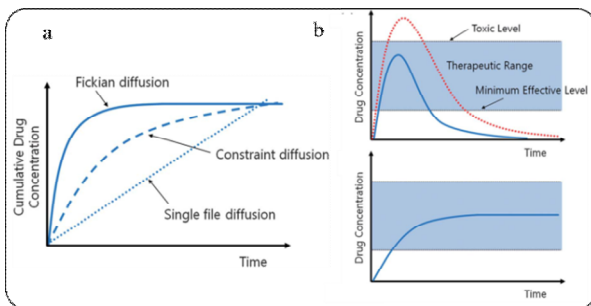 a
Fickian diffusion
Constraint diffusion
Single file diffusion
Cumulative Drug
Concentration
Time
b
Toxic Level
Therapeutic Range
Minimum Effective Level
Drug Concentration
Time
Drug Concentration
Time